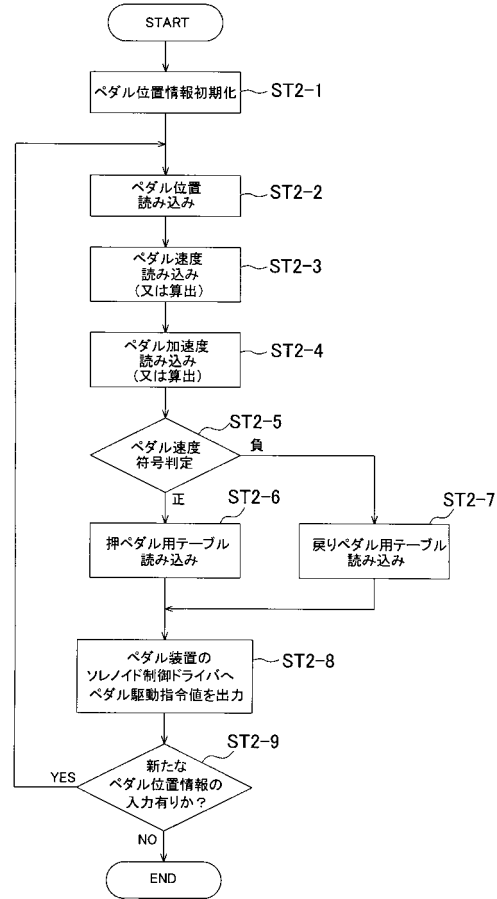 START
ペダル位置情報初期化
ST2-1
ペダル位置
読み込み
ST2-2
ペダル速度
読み込み
(又は算出)
ST2-3
ペダル加速度
読み込み
(又は算出)
ST2-4
ペダル速度
符号判定
ST2-5
負
正
押ペダル用テーブル
読み込み
ST2-6
戻りペダル用テーブル
読み込み
ST2-7
ペダル装置の
ソレノイド制御ドライバへ
ペダル駆動指令値を出力
ST2-8
新たな
ペダル位置情報の
入力有りか?
ST2-9
YES
NO
END